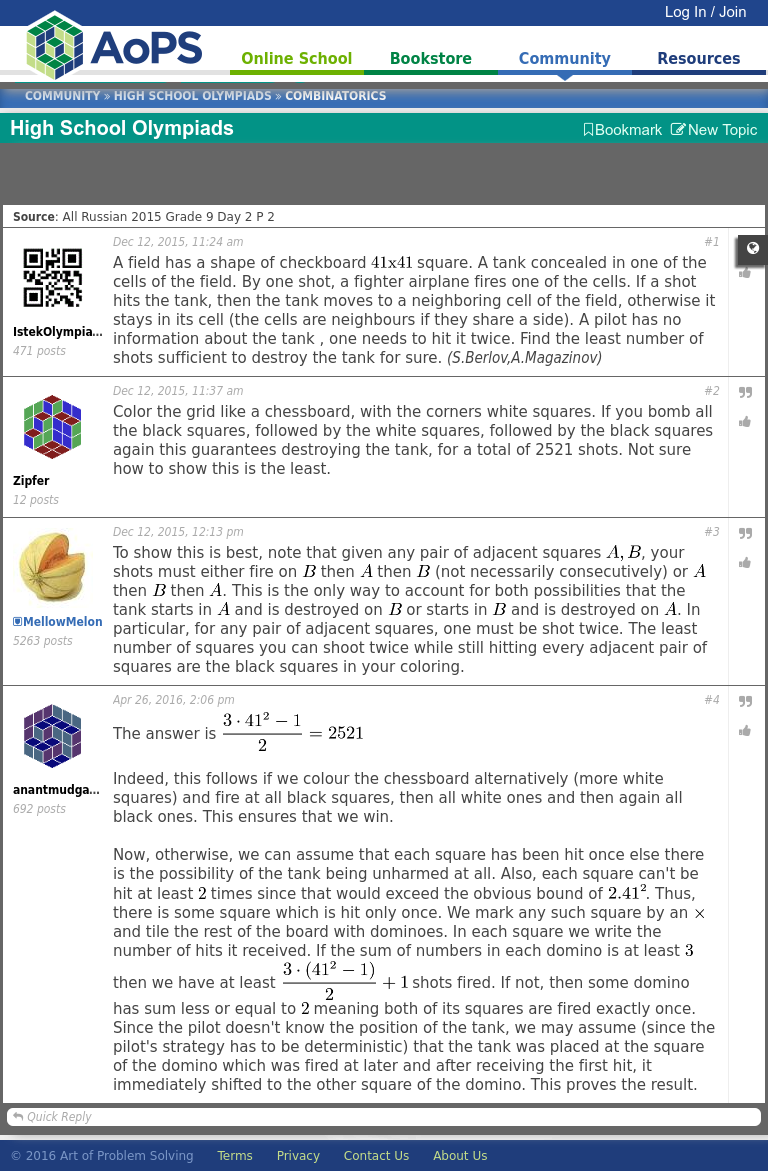 Log In / Join
AoPS
Online School Bookstore Community Resources
COMMUNITY » HIGH SCHOOL OLYMPIADS » COMBINATORICS
High School Olympiads
Bookmark New Topic
Source: All Russian 2015 Grade 9 Day 2 P 2
Dec 12, 2015, 11:24 am #1
IstekOlympia...
471 posts
A field has a shape of checkboard 41x41 square. A tank concealed in one of the
cells of the field. By one shot, a fighter airplane fires one of the cells. If a shot
hits the tank, then the tank moves to a neighboring cell of the field, otherwise it
stays in its cell (the cells are neighbours if they share a side). A pilot has no
information about the tank , one needs to hit it twice. Find the least number of
shots sufficient to destroy the tank for sure. (S.Berlov,A.Magazinov)
Dec 12, 2015, 11:37 am #2
Zipfer
12 posts
Color the grid like a chessboard, with the corners white squares. If you bomb all
the black squares, followed by the white squares, followed by the black squares
again this guarantees destroying the tank, for a total of 2521 shots. Not sure
how to show this is the least.
Dec 12, 2015, 12:13 pm #3
MellowMelon
5263 posts
To show this is best, note that given any pair of adjacent squares A, B, your
shots must either fire on B then A then B (not necessarily consecutively) or A
then B then A. This is the only way to account for both possibilities that the
tank starts in A and is destroyed on B or starts in B and is destroyed on A. In
particular, for any pair of adjacent squares, one must be shot twice. The least
number of squares you can shoot twice while still hitting every adjacent pair of
squares are the black squares in your coloring.
Apr 26, 2016, 2:06 pm #4
anantmudga...
692 posts
The answer is (3 · 41² − 1)/2 = 2521
Indeed, this follows if we colour the chessboard alternatively (more white
squares) and fire at all black squares, then all white ones and then again all
black ones. This ensures that we win.
Now, otherwise, we can assume that each square has been hit once else there
is the possibility of the tank being unharmed at all. Also, each square can't be
hit at least 2 times since that would exceed the obvious bound of 2.41². Thus,
there is some square which is hit only once. We mark any such square by an ×
and tile the rest of the board with dominoes. In each square we write the
number of hits it received. If the sum of numbers in each domino is at least 3
then we have at least 3 · (41² − 1)/2 + 1 shots fired. If not, then some domino
has sum less or equal to 2 meaning both of its squares are fired exactly once.
Since the pilot doesn't know the position of the tank, we may assume (since the
pilot's strategy has to be deterministic) that the tank was placed at the square
of the domino which was fired at later and after receiving the first hit, it
immediately shifted to the other square of the domino. This proves the result.
Quick Reply
© 2016 Art of Problem Solving Terms Privacy Contact Us About Us